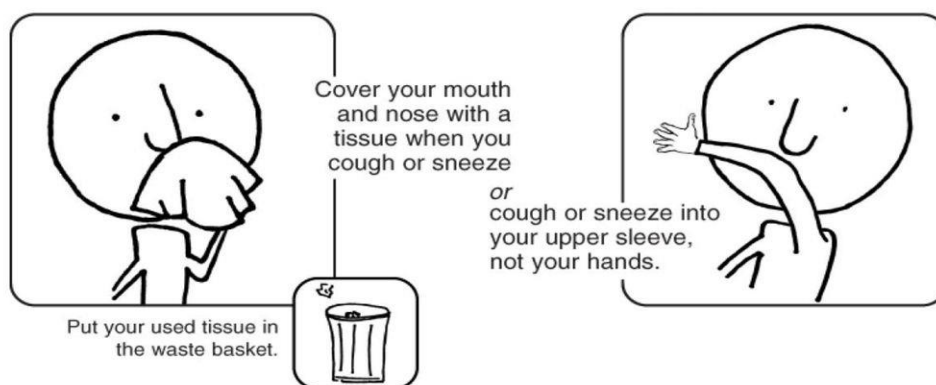 Cover your mouth
and nose with a
tissue when you
cough or sneeze
or
cough or sneeze into
your upper sleeve,
not your hands.
Put your used tissue in
the waste basket.